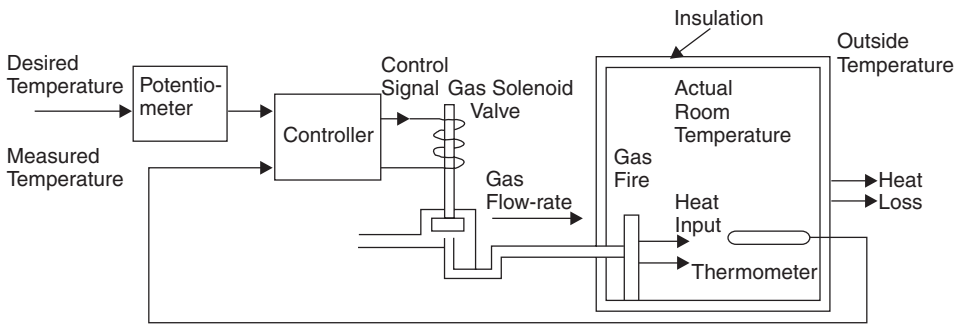 Desired
Temperature
Potentio-
meter
Measured
Temperature
Controller
Control
Signal
Gas Solenoid
Valve
Gas
Flow-rate
Insulation
Outside
Temperature
Actual
Room
Temperature
Gas
Fire
Heat
Input
Heat
Loss
Thermometer